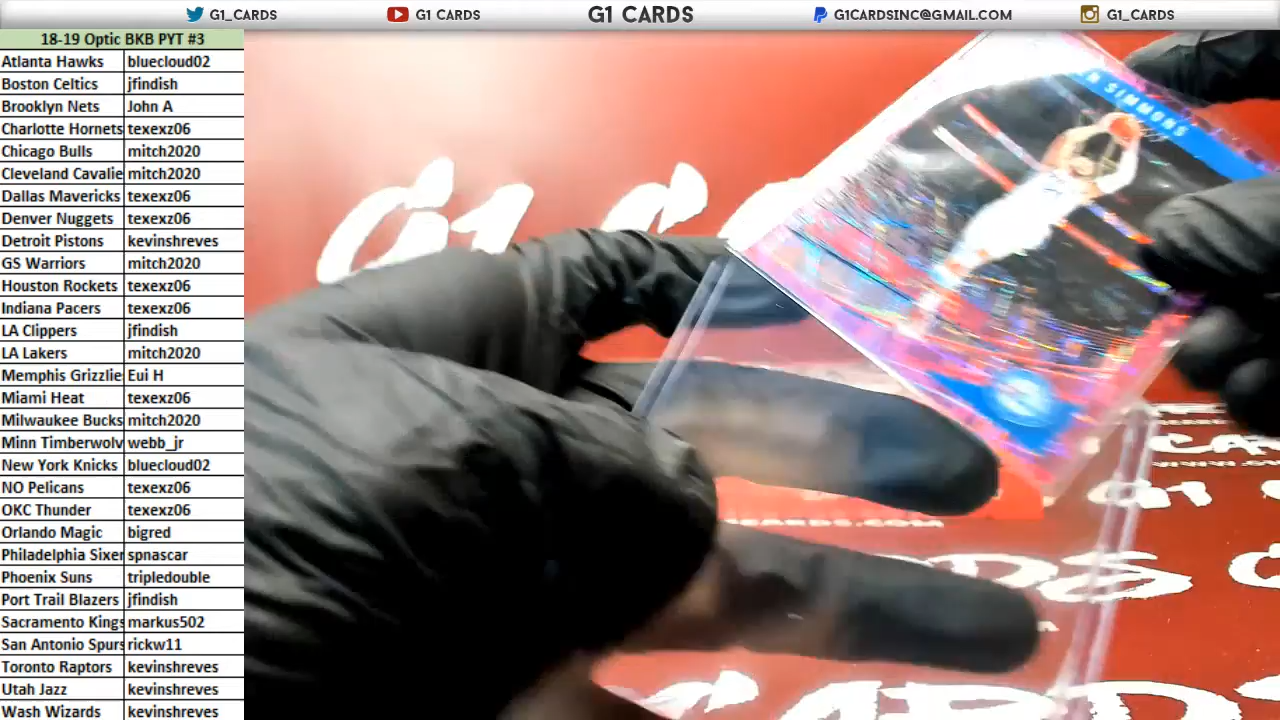 G1_CARDS
G1 CARDS
G1 CARDS
G1CARDSINC@GMAIL.COM
G1_CARDS
18-19 Optic BKB PYT #3
Atlanta Hawks bluecloud02
Boston Celtics jfindish
Brooklyn Nets John A
Charlotte Hornets texexz06
Chicago Bulls mitch2020
Cleveland Cavalie mitch2020
Dallas Mavericks texexz06
Denver Nuggets texexz06
Detroit Pistons kevinshreves
GS Warriors mitch2020
Houston Rockets texexz06
Indiana Pacers texexz06
LA Clippers jfindish
LA Lakers mitch2020
Memphis Grizzlie Eui H
Miami Heat texexz06
Milwaukee Bucks mitch2020
Minn Timberwolv webb_jr
New York Knicks bluecloud02
NO Pelicans texexz06
OKC Thunder texexz06
Orlando Magic bigred
Philadelphia Sixer spnascar
Phoenix Suns tripledouble
Port Trail Blazers jfindish
Sacramento Kings markus502
San Antonio Spurs rickw11
Toronto Raptors kevinshreves
Utah Jazz kevinshreves
Wash Wizards kevinshreves
SIMMONS
G1 C